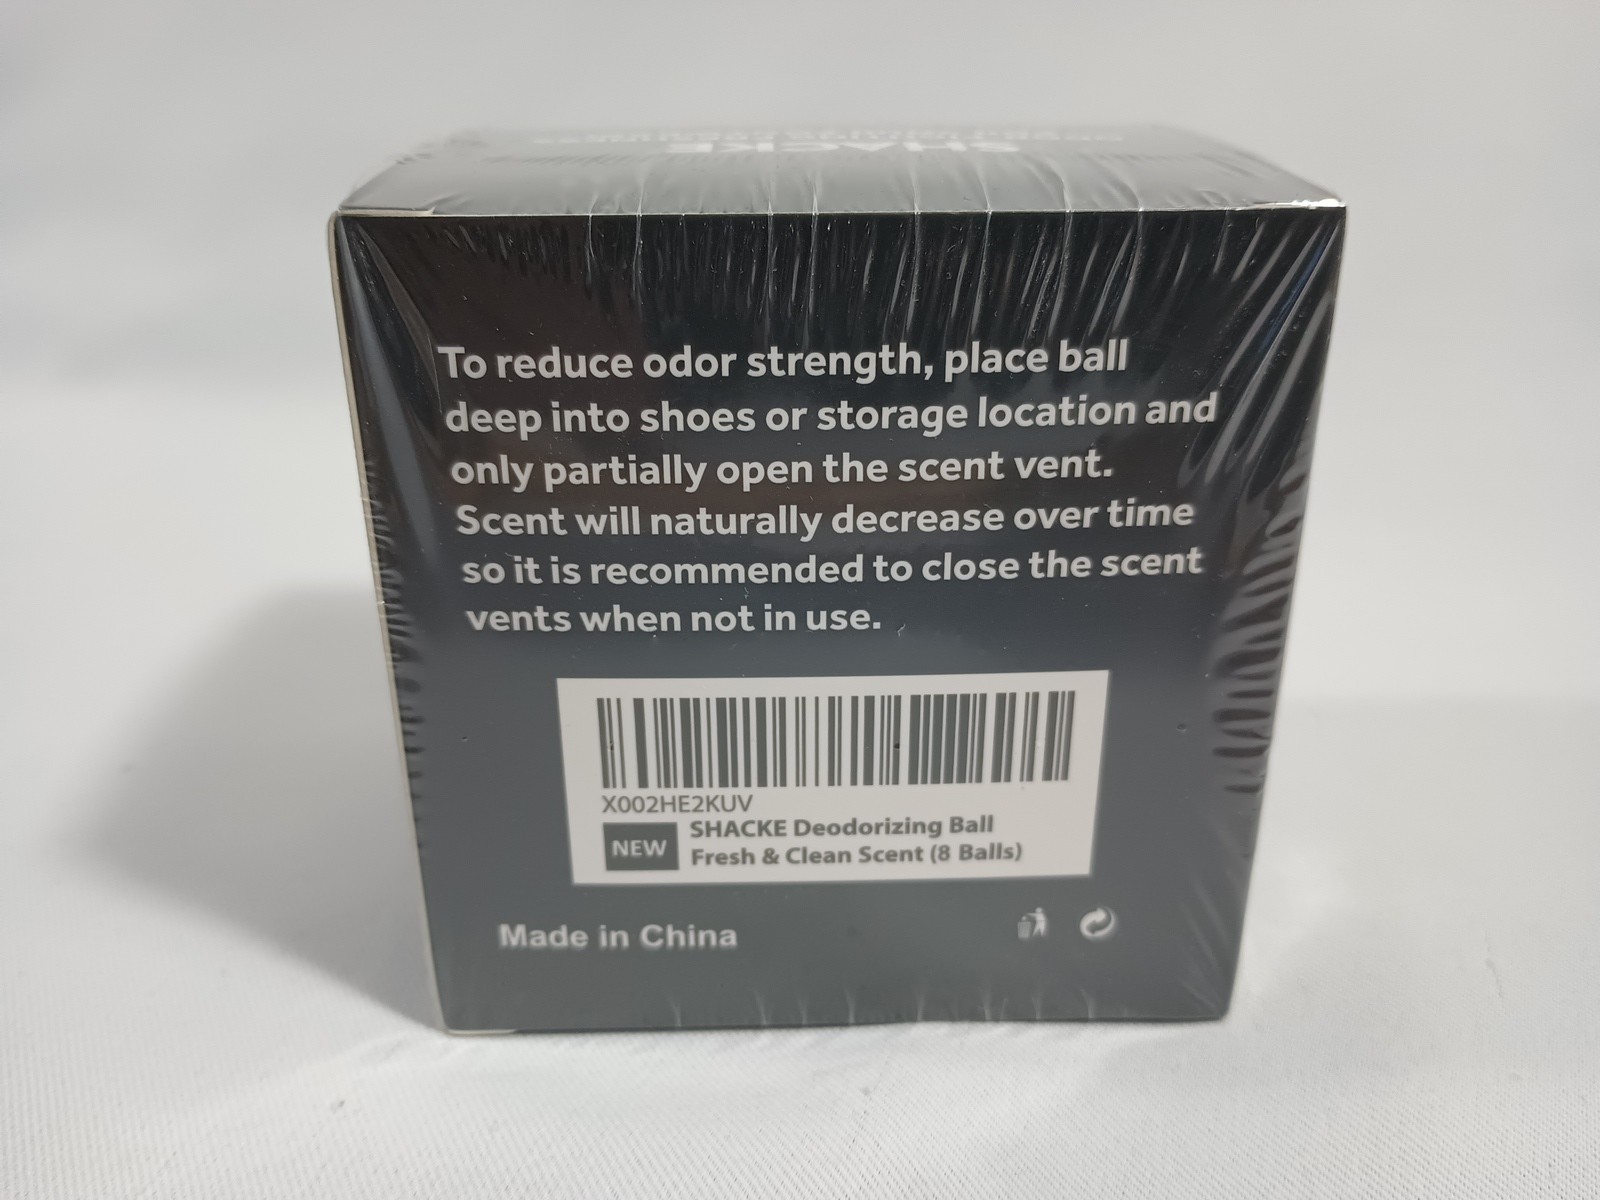 SHACKE
To reduce odor strength, place ball
deep into shoes or storage location and
only partially open the scent vent.
Scent will naturally decrease over time
so it is recommended to close the scent
vents when not in use.
X002HE2KUV
NEW
SHACKE Deodorizing Ball
Fresh & Clean Scent (8 Balls)
Made in China